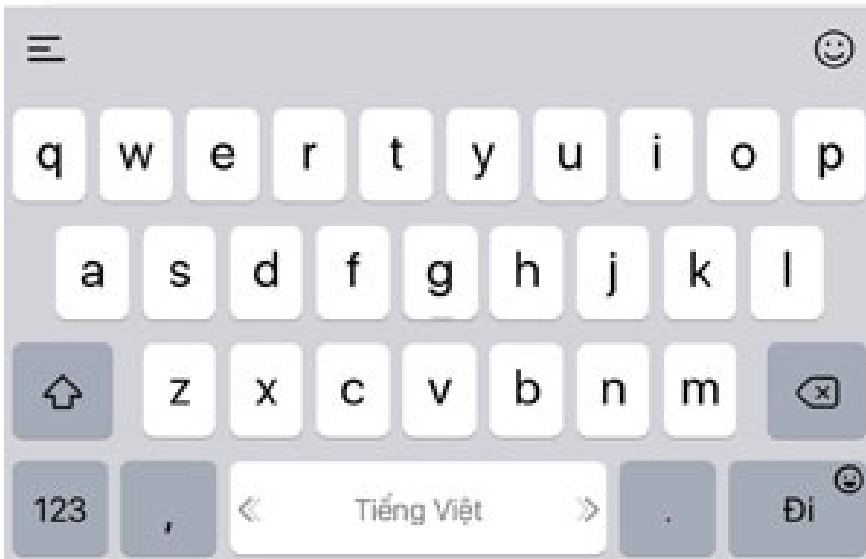 q w e r t y u i o p
a s d f g h j k l
z x c v b n m
123 , Tiếng Việt . Đi